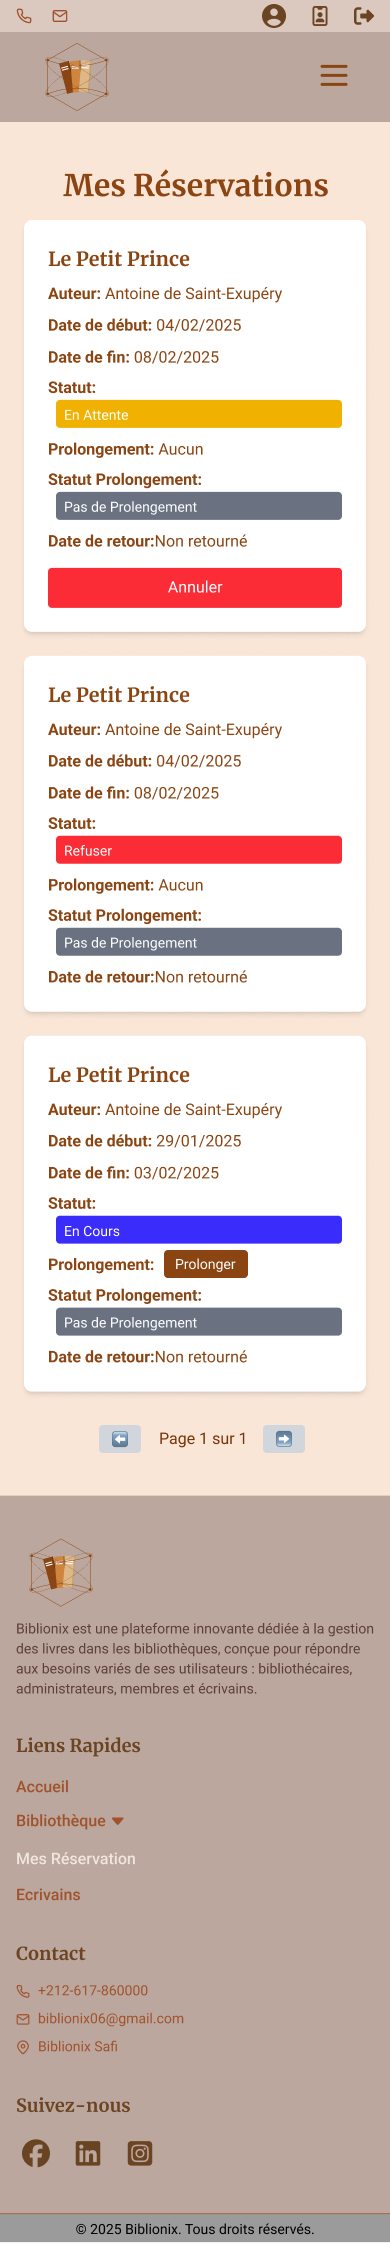 Mes Réservations
Le Petit Prince
Auteur: Antoine de Saint-Exupéry
Date de début: 04/02/2025
Date de fin: 08/02/2025
Statut:
En Attente
Prolongement: Aucun
Statut Prolongement:
Pas de Prolengement
Date de retour:Non retourné
Annuler
Le Petit Prince
Auteur: Antoine de Saint-Exupéry
Date de début: 04/02/2025
Date de fin: 08/02/2025
Statut:
Refuser
Prolongement: Aucun
Statut Prolongement:
Pas de Prolengement
Date de retour:Non retourné
Le Petit Prince
Auteur: Antoine de Saint-Exupéry
Date de début: 29/01/2025
Date de fin: 03/02/2025
Statut:
En Cours
Prolongement: Prolonger
Statut Prolongement:
Pas de Prolengement
Date de retour:Non retourné
Page 1 sur 1
Biblionix est une plateforme innovante dédiée à la gestion
des livres dans les bibliothèques, conçue pour répondre
aux besoins variés de ses utilisateurs : bibliothécaires,
administrateurs, membres et écrivains.
Liens Rapides
Accueil
Bibliothèque
Mes Réservation
Ecrivains
Contact
+212-617-860000
biblionix06@gmail.com
Biblionix Safi
Suivez-nous
© 2025 Biblionix. Tous droits réservés.